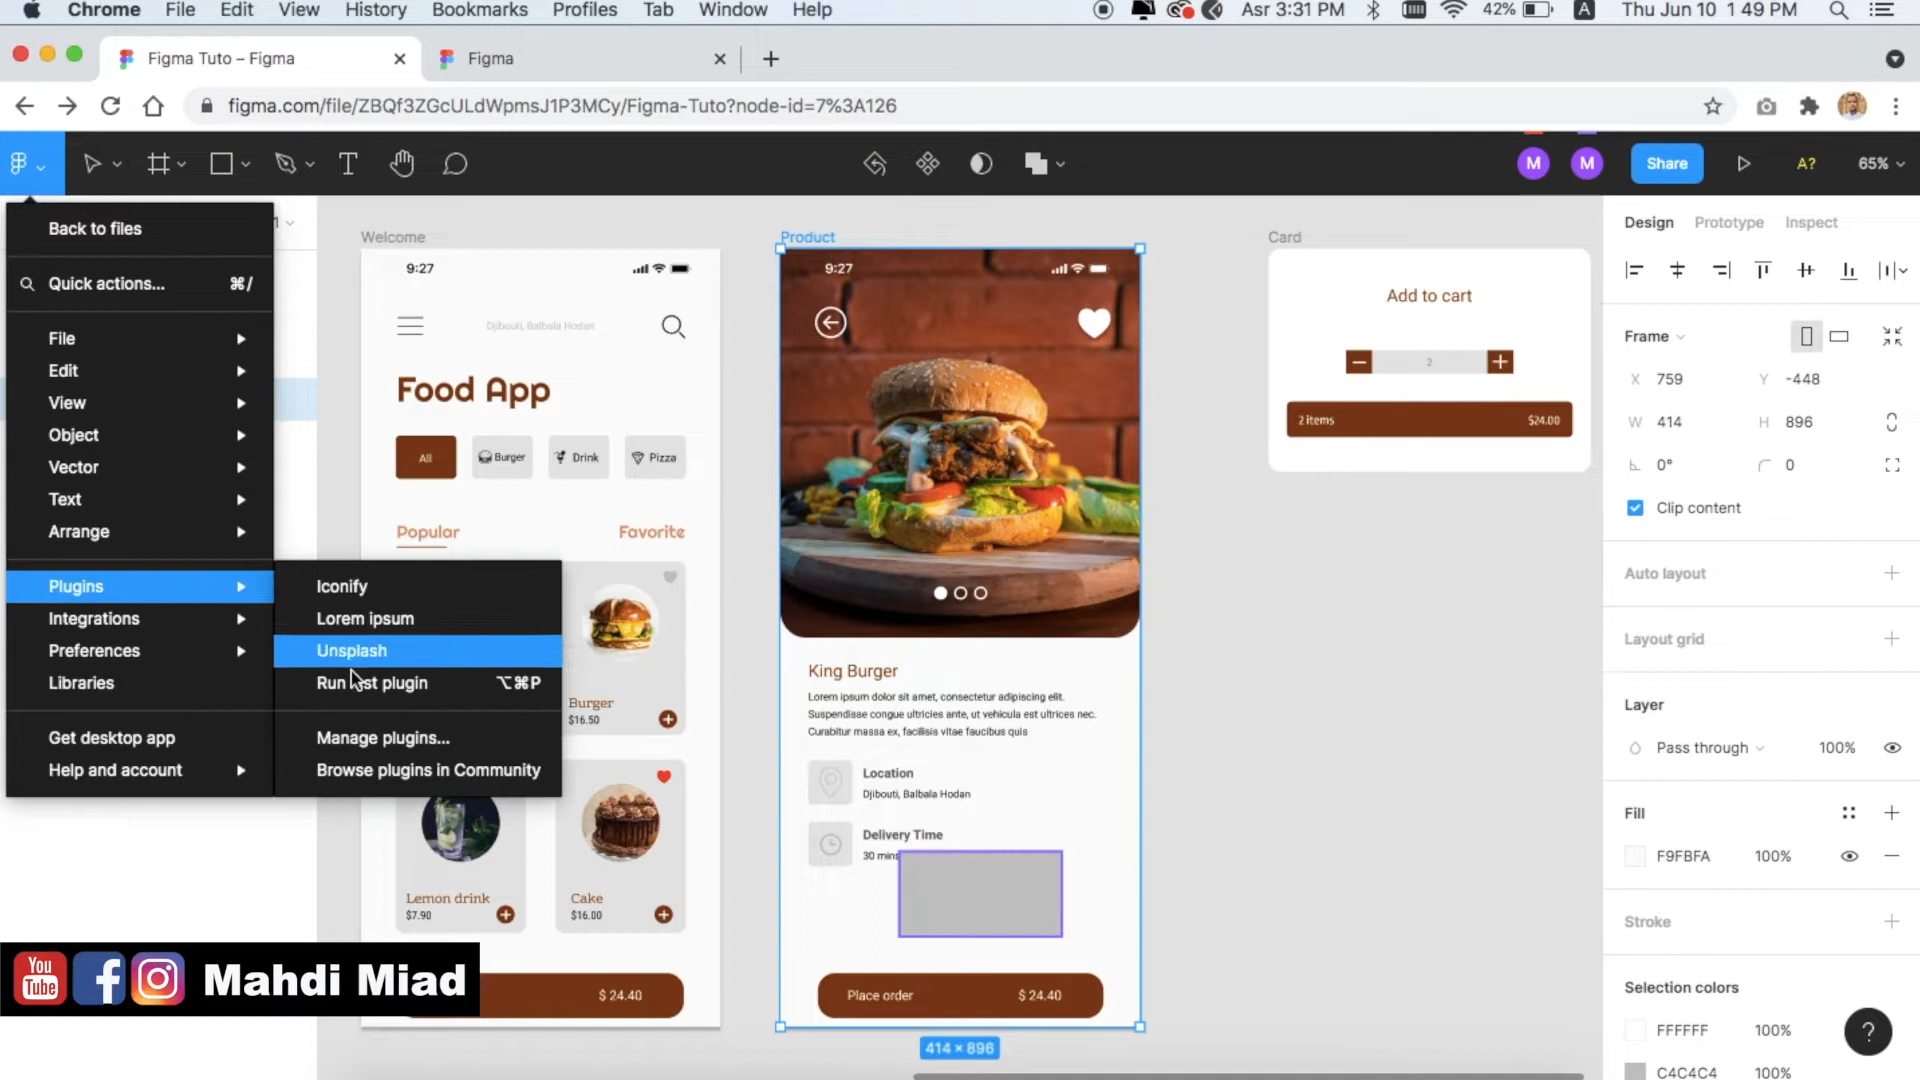 Chrome File Edit View History Bookmarks Profiles Tab Window Help
Asr 3:31 PM 42% A Thu Jun 10 1:49 PM
Figma Tuto – Figma
Figma
figma.com/file/ZBQf3ZGcULdWpmsJ1P3MCy/Figma-Tuto?node-id=7%3A126
M M Share A? 65%
Back to files
Quick actions... ⌘/
File
Edit
View
Object
Vector
Text
Arrange
Plugins
Integrations
Preferences
Libraries
Get desktop app
Help and account
Iconify
Lorem ipsum
Unsplash
Run last plugin ⌥⌘P
Manage plugins...
Browse plugins in Community
Welcome
9:27
Djibouti, Balbala Hodan
Food App
All
Burger
Drink
Pizza
Popular
Favorite
Burger
$16.50
Lemon drink
$7.90
Cake
$16.00
$ 24.40
Product
9:27
King Burger
Lorem ipsum dolor sit amet, consectetur adipiscing elit.
Suspendisse congue ultricies ante, ut vehicula est ultrices nec.
Curabitur massa ex, facilisis vitae faucibus quis
Location
Djibouti, Balbala Hodan
Delivery Time
30 mins
Place order $ 24.40
414 × 896
Card
Add to cart
2
2 items $24.00
Design Prototype Inspect
Frame
X 759 Y -448
W 414 H 896
0° 0
Clip content
Auto layout
Layout grid
Layer
Pass through 100%
Fill
F9FBFA 100%
Stroke
Selection colors
FFFFFF 100%
C4C4C4 100%
?
You
Tube
Mahdi Miad